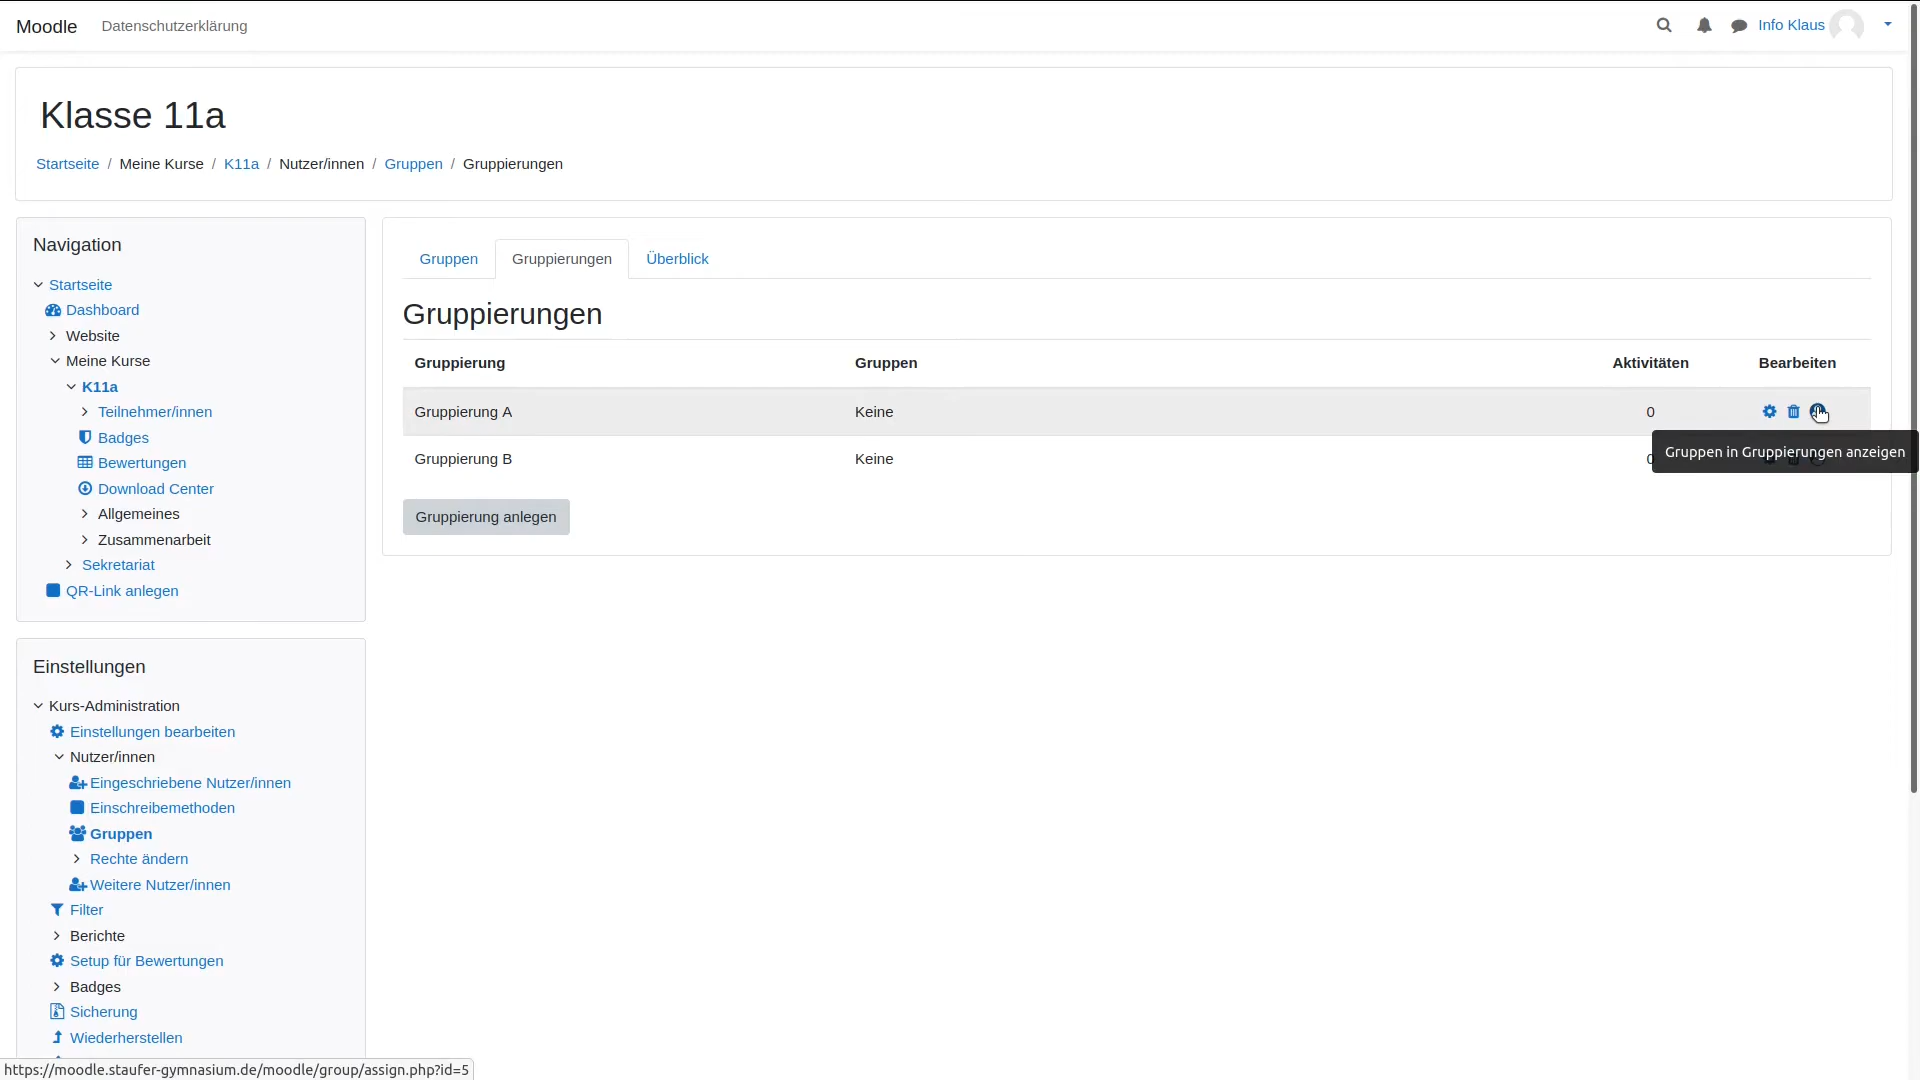 Moodle Datenschutzerklärung Info Klaus
Klasse 11a
Startseite / Meine Kurse / K11a / Nutzer/innen / Gruppen / Gruppierungen
Navigation
Startseite
Dashboard
Website
Meine Kurse
K11a
Teilnehmer/innen
Badges
Bewertungen
Download Center
Allgemeines
Zusammenarbeit
Sekretariat
QR-Link anlegen
Einstellungen
Kurs-Administration
Einstellungen bearbeiten
Nutzer/innen
Eingeschriebene Nutzer/innen
Einschreibemethoden
Gruppen
Rechte ändern
Weitere Nutzer/innen
Filter
Berichte
Setup für Bewertungen
Badges
Sicherung
Wiederherstellen
Gruppen Gruppierungen Überblick
Gruppierungen
Gruppierung Gruppen Aktivitäten Bearbeiten
Gruppierung A Keine 0
Gruppen in Gruppierungen anzeigen
Gruppierung B Keine 0
Gruppierung anlegen
https://moodle.staufer-gymnasium.de/moodle/group/assign.php?id=5